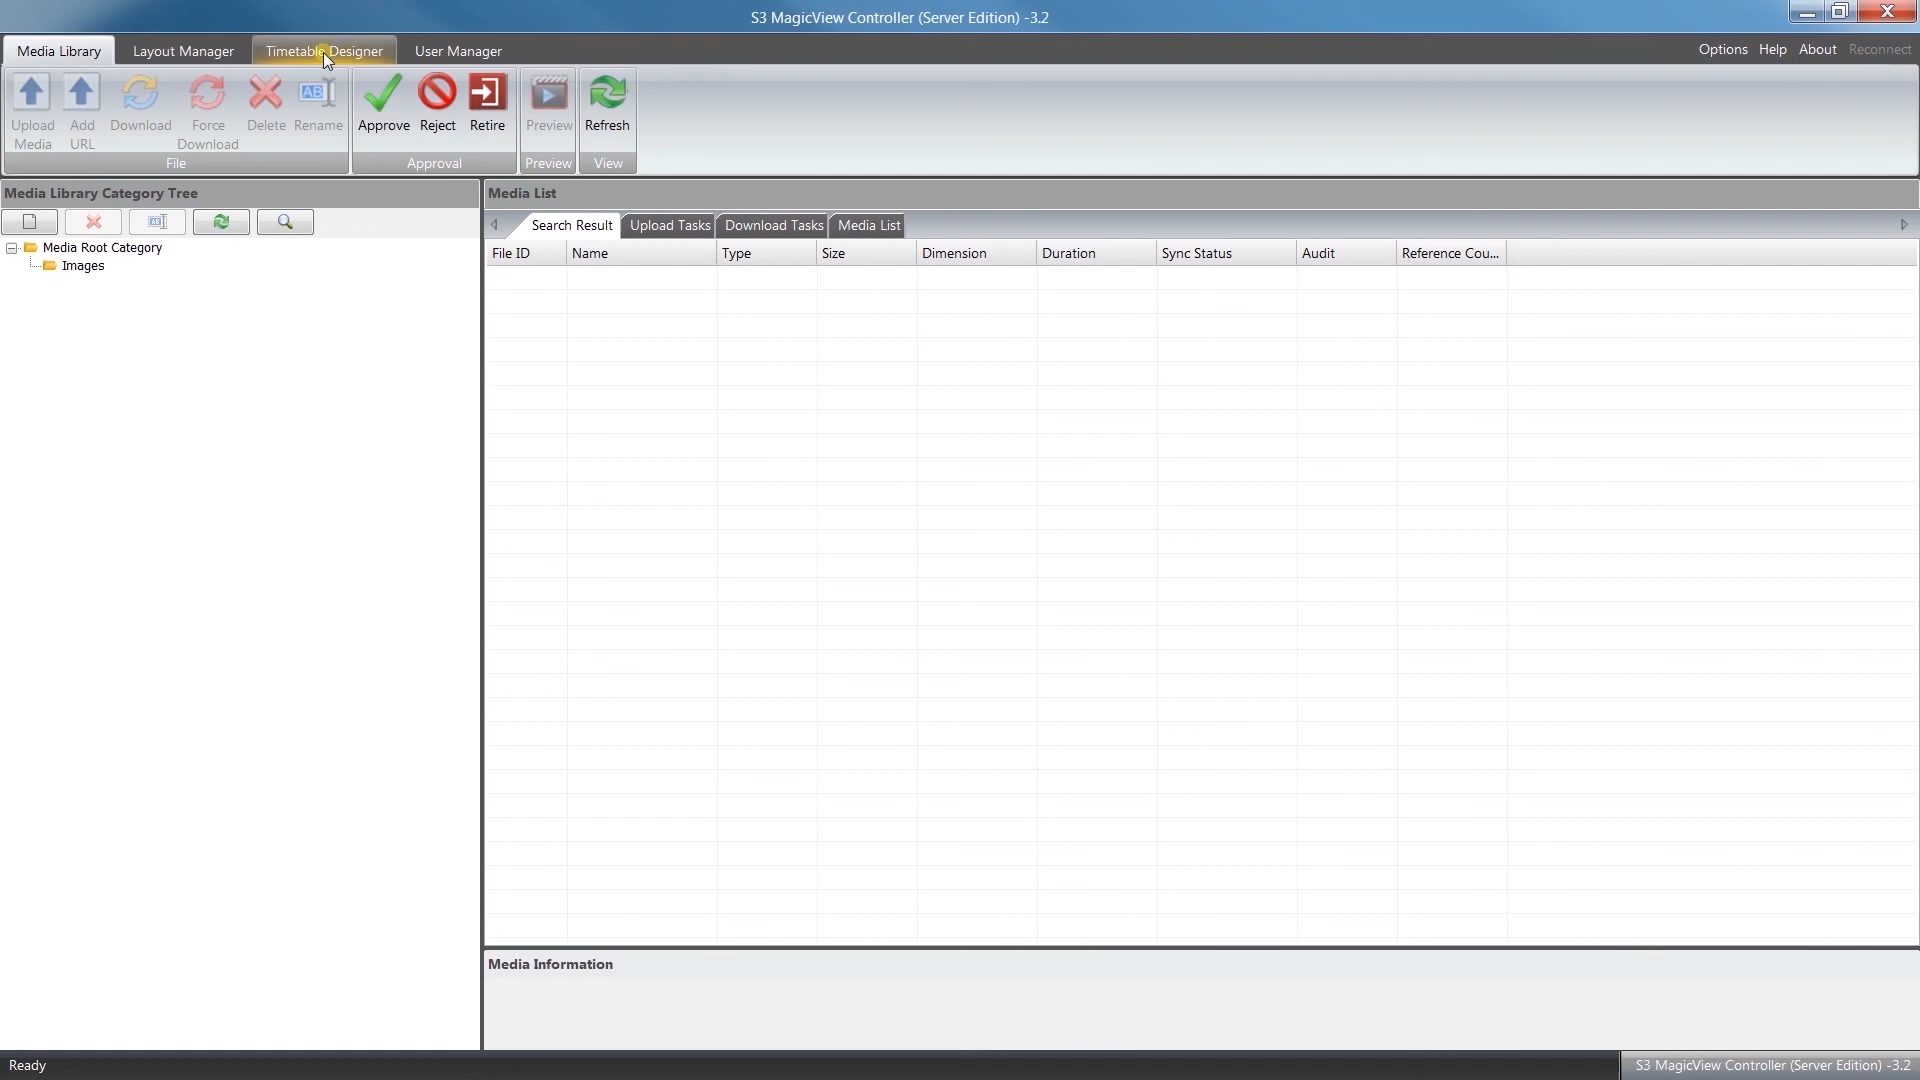 S3 MagicView Controller (Server Edition) -3.2
Media Library Layout Manager Timetable Designer User Manager Options Help About Reconnect
Upload Media Add URL Download Force Download Delete Rename Approve Reject Retire Preview Refresh
File Approval Preview View
Media Library Category Tree
Media Root Category
Images
Media List
Search Result Upload Tasks Download Tasks Media List
File ID Name Type Size Dimension Duration Sync Status Audit Reference Cou...
Media Information
Ready S3 MagicView Controller (Server Edition) -3.2